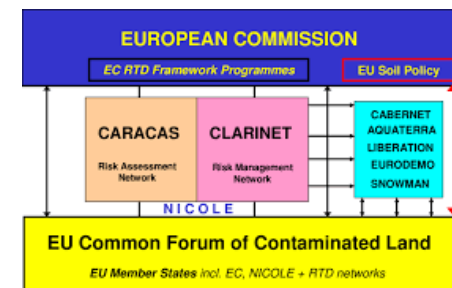 EUROPEAN COMMISSION
EC RTD Framework Programmes
EU Soil Policy
CARACAS
Risk Assessment
Network
CLARINET
Risk Management
Network
CABERNET
AQUATERRA
LIBERATION
EURODEMO
SNOWMAN
NICOLE
EU Common Forum of Contaminated Land
EU Member States incl. EC, NICOLE + RTD networks